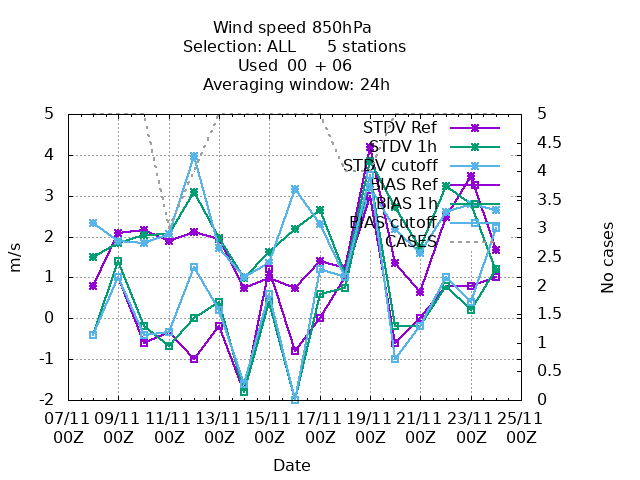 Wind speed 850hPa
Selection: ALL      5 stations
Used  00 + 06
Averaging window: 24h
5
4
3
2
1
0
-1
-2
m/s
5
4.5
4
3.5
3
2.5
2
1.5
1
0.5
0
No cases
STDV Ref
STDV 1h
STDV cutoff
BIAS Ref
BIAS 1h
BIAS cutoff
CASES
07/11 09/11 11/11 13/11 15/11 17/11 19/11 21/11 23/11 25/11
00Z 00Z 00Z 00Z 00Z 00Z 00Z 00Z 00Z 00Z
Date